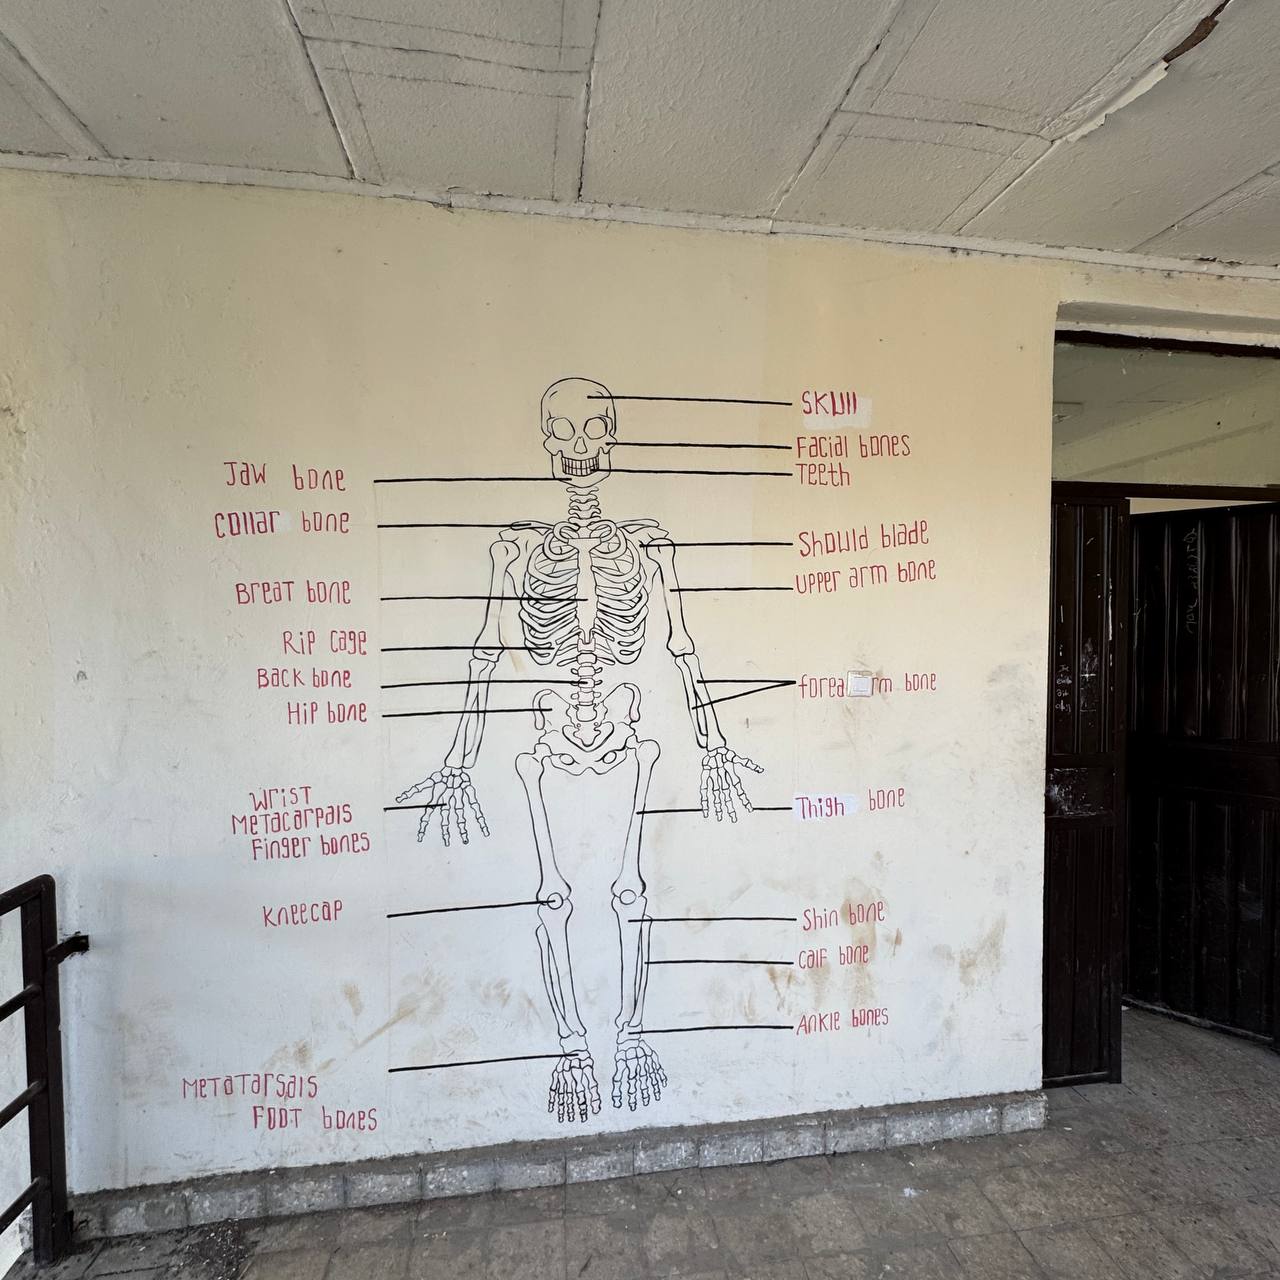 SKUll
Facial bones
Teeth
Jaw bone
Collar bone
Should blade
Upper arm bone
Breat bone
Rip cage
Back bone
forea rm bone
Hip bone
Wrist
Metacarpals
Finger bones
Thigh bone
kneecap
Shin bone
calf bone
Ankle bones
Metatarsals
Foot bones